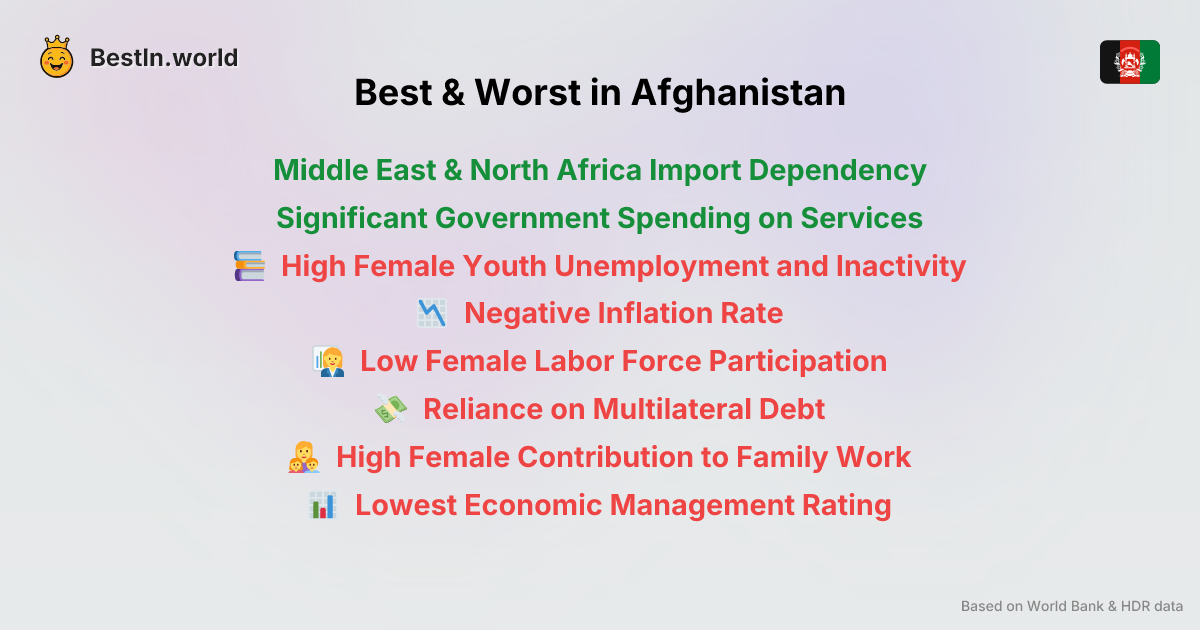 BestIn.world
Best & Worst in Afghanistan
Middle East & North Africa Import Dependency
Significant Government Spending on Services
High Female Youth Unemployment and Inactivity
Negative Inflation Rate
Low Female Labor Force Participation
Reliance on Multilateral Debt
High Female Contribution to Family Work
Lowest Economic Management Rating
Based on World Bank & HDR data